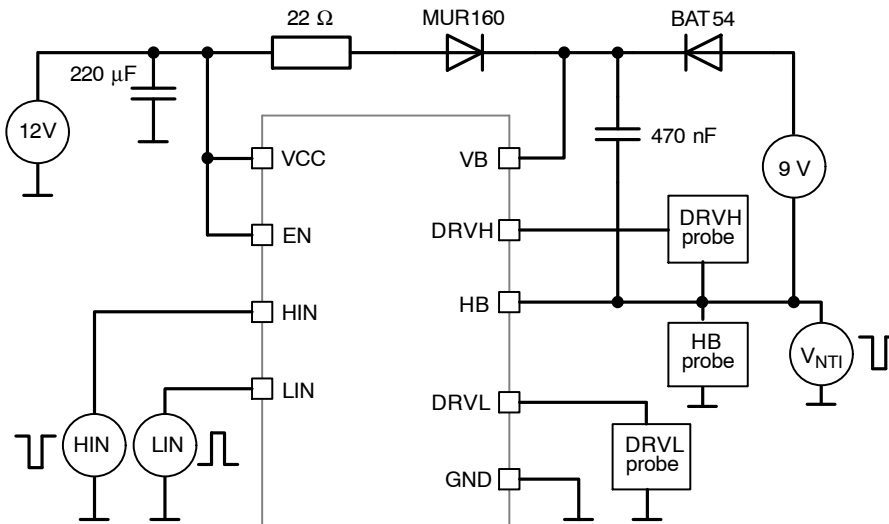 22 Ω
MUR160
BAT54
220 μF
12V
470 nF
9 V
VCC
VB
EN
DRVH
DRVH
probe
HIN
HB
HB
probe
VNTI
LIN
DRVL
DRVL
probe
HIN
LIN
GND